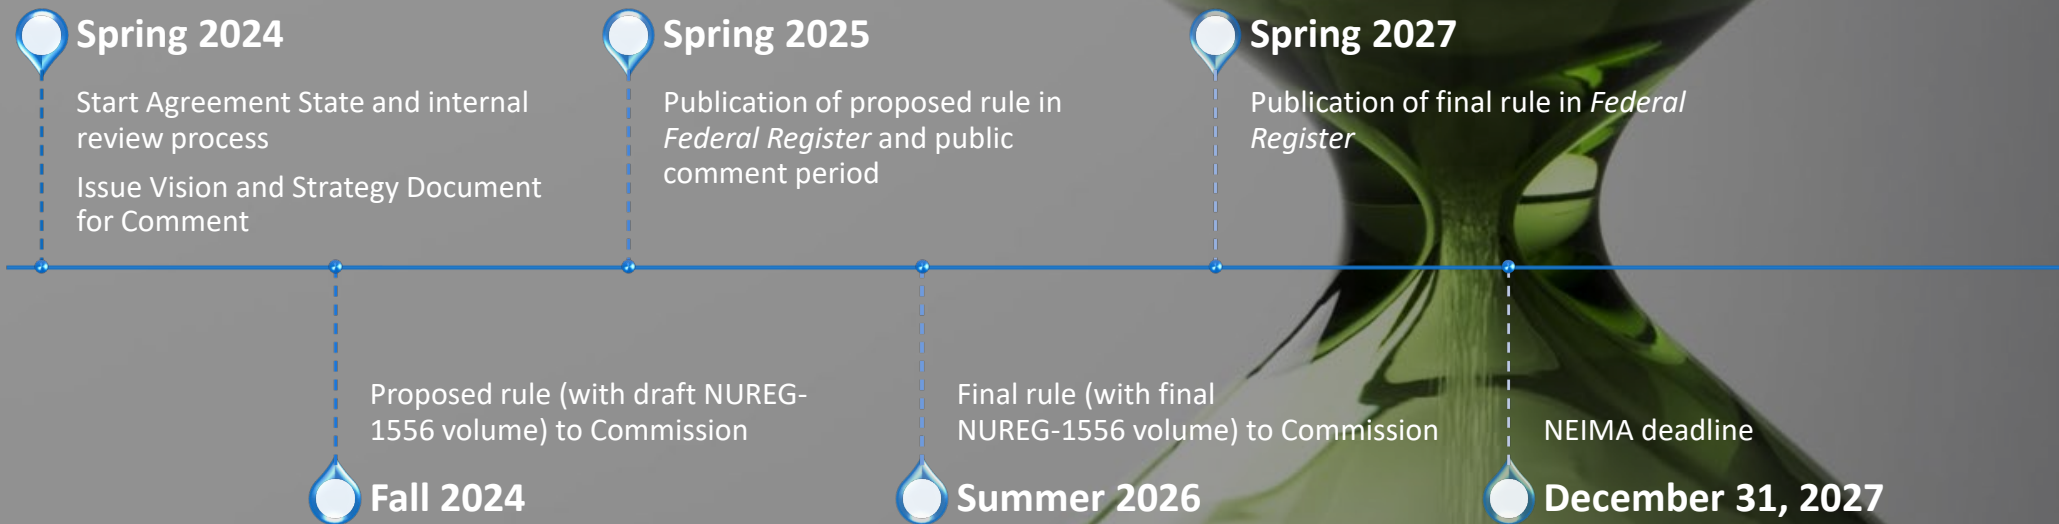 Spring 2024
Start Agreement State and internal
review process
Issue Vision and Strategy Document
for Comment
Proposed rule (with draft NUREG-
1556 volume) to Commission
Fall 2024
Spring 2025
Publication of proposed rule in
Federal Register and public
comment period
Final rule (with final
NUREG-1556 volume) to Commission
Summer 2026
Spring 2027
Publication of final rule in Federal
Register
NEIMA deadline
December 31, 2027